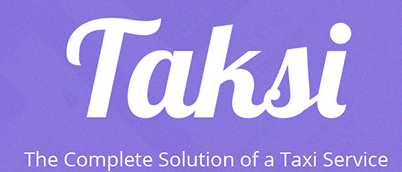 Taksi
The Complete Solution of a Taxi Service